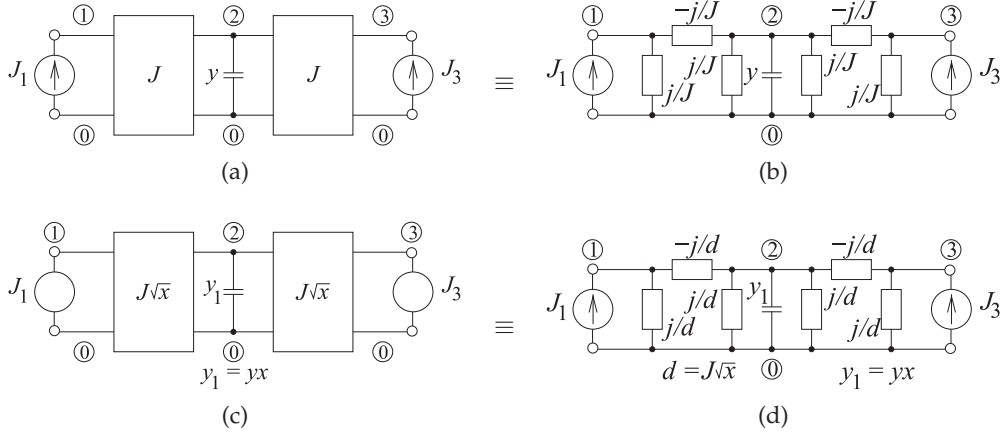 ① ② ③ ① ② ③
−j/J −j/J
J₁ J y J J₃ ≡ J₁ j/J j/J y j/J j/J J₃
⓪ ⓪ ⓪ ⓪
(a) (b)
① ② ③ ① ② ③
−j/d −j/d
J₁ J√x y₁ J√x J₃ ≡ J₁ j/d j/d y₁ j/d j/d J₃
⓪ ⓪ ⓪ ⓪
y₁ = yx d = J√x y₁ = yx
(c) (d)